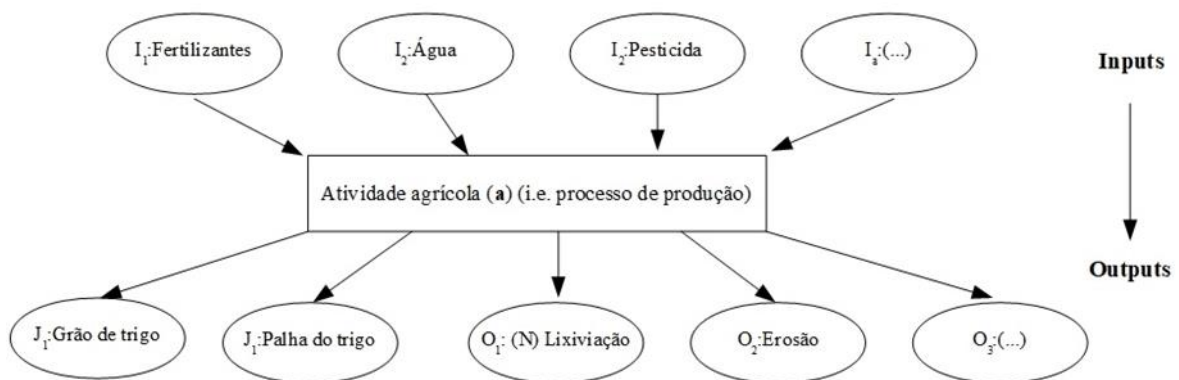 I₁:Fertilizantes
I₂:Água
I₂:Pesticida
Iₐ:(...)
Inputs
Atividade agrícola (a) (i.e. processo de produção)
Outputs
J₁:Grão de trigo
J₁:Palha do trigo
O₁: (N) Lixiviação
O₂:Erosão
O₃:(...)